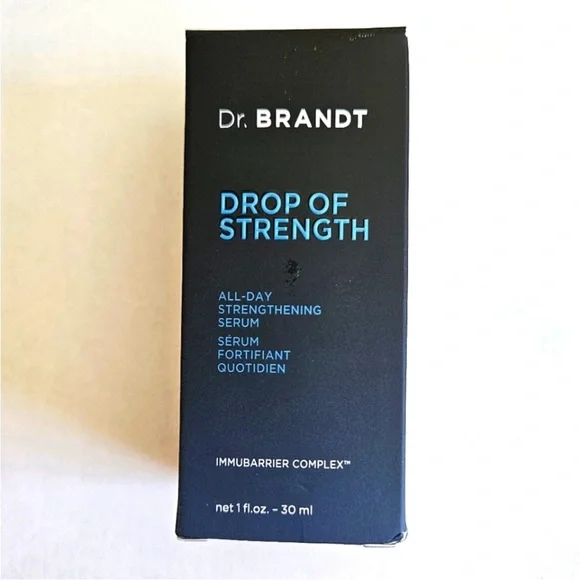 Dr. BRANDT
DROP OF
STRENGTH
ALL-DAY
STRENGTHENING
SERUM
SÉRUM
FORTIFIANT
QUOTIDIEN
IMMUBARRIER COMPLEX™
net 1 fl.oz. - 30 ml